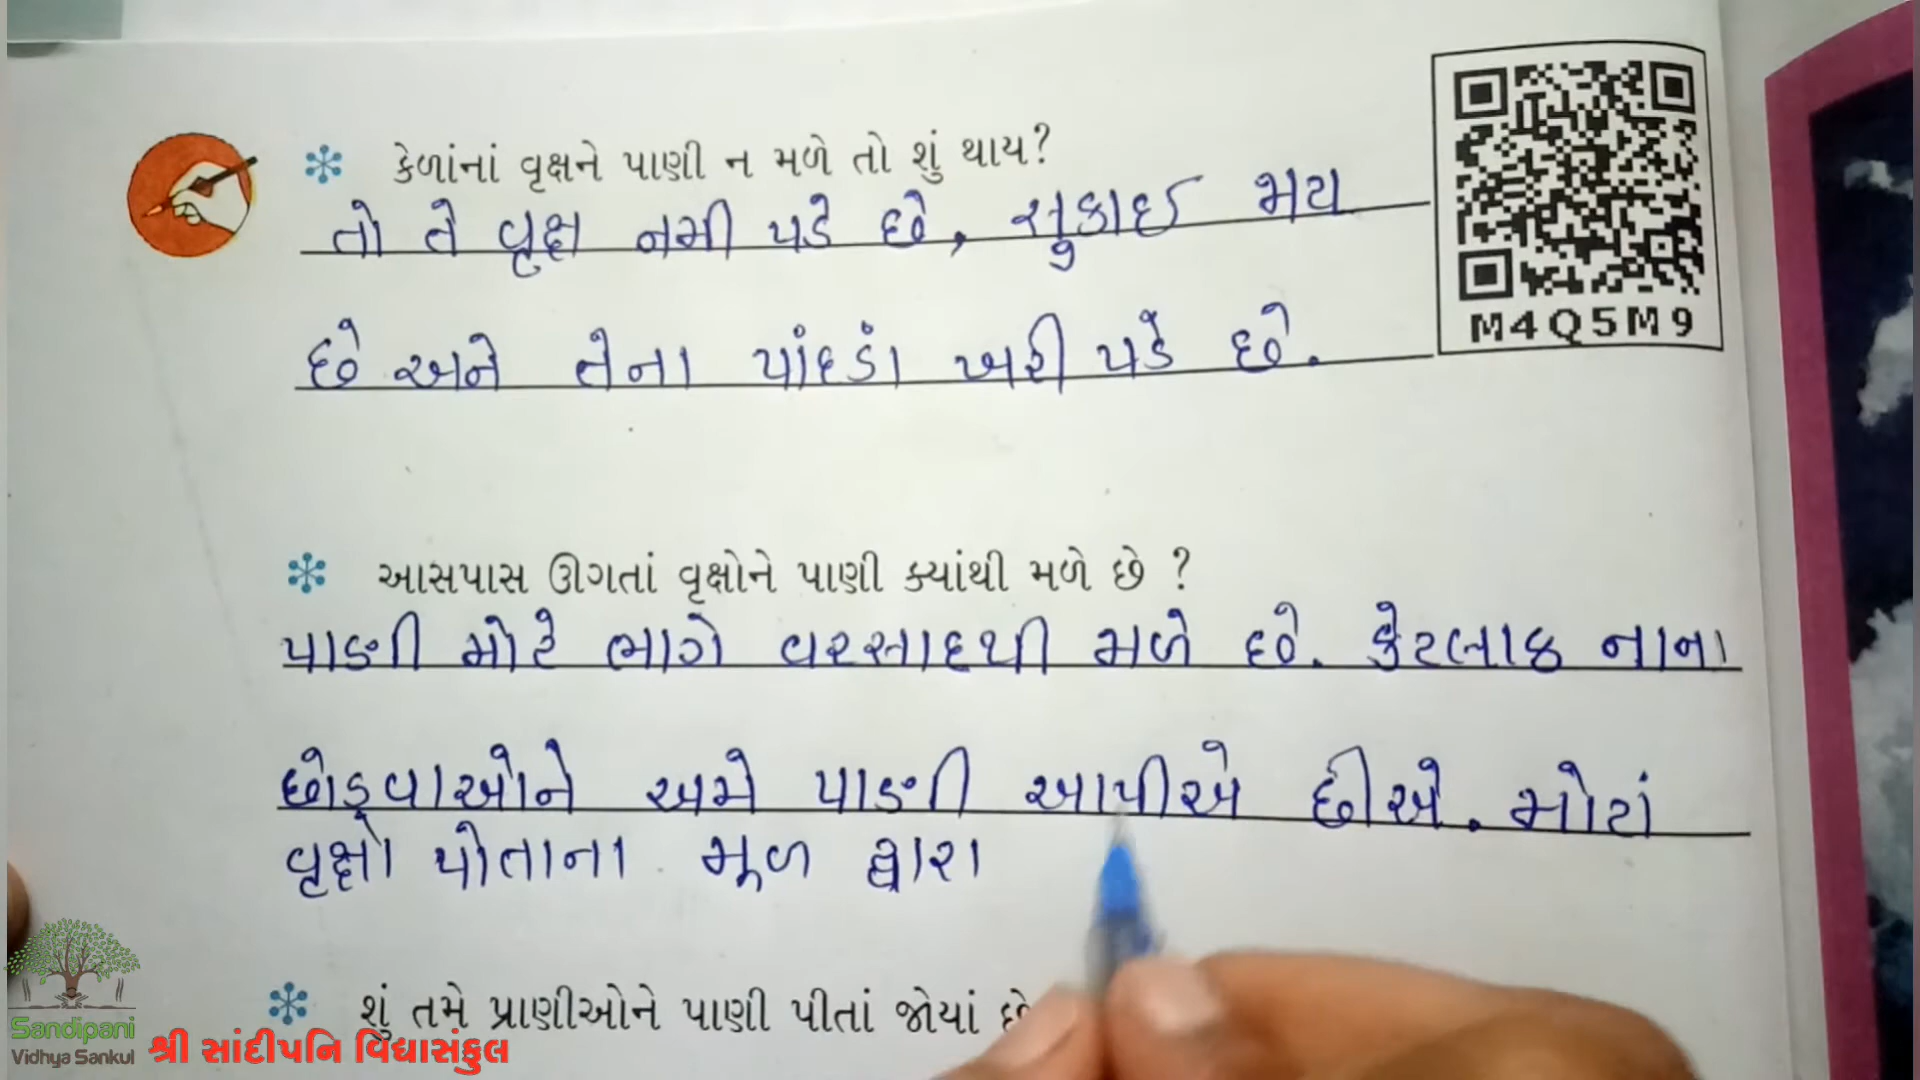 કેળાંનાં વૃક્ષને પાણી ન મળે તો શું થાય?
તો તે વૃક્ષ નમી પડે છે, સુકાઈ જાય
M4Q5M9
છે અને તેના પાંદડાં ખરી પડે છે.
આસપાસ ઊગતાં વૃક્ષોને પાણી ક્યાંથી મળે છે ?
પાણી મોટે ભાગે વરસાદથી મળે છે. કેટલાક નાના
છોડવાઓને અમે પાણી આપીએ છીએ. મોટાં
વૃક્ષો પોતાના મૂળ દ્વારા
શું તમે પ્રાણીઓને પાણી પીતાં જોયાં છે
Sandipani
Vidhya Sankul
શ્રી સાંદીપનિ વિદ્યાસંકુલ